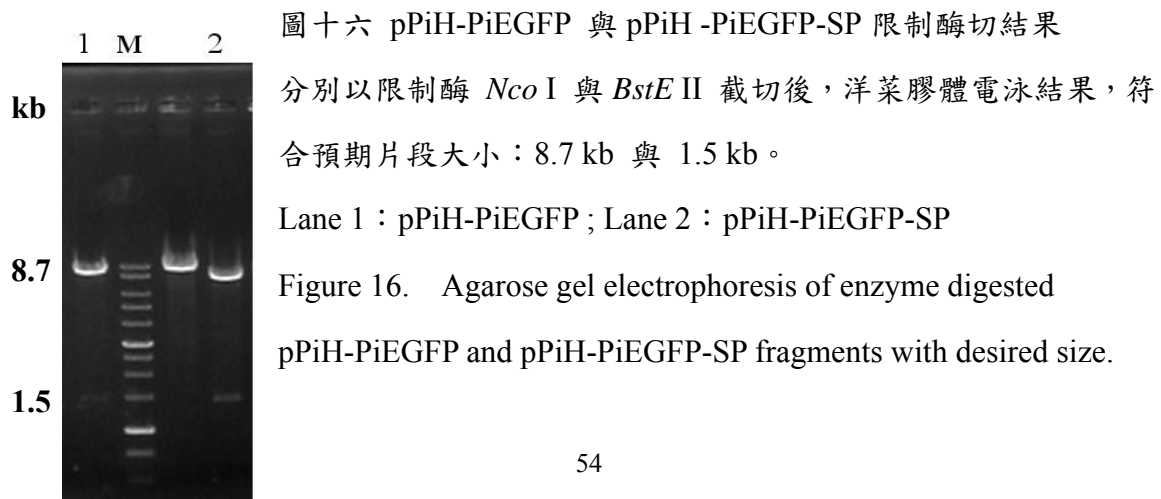 圖十六 pPiH-PiEGFP 與 pPiH -PiEGFP-SP 限制酶切結果
1 M 2
分別以限制酶 Nco I 與 BstE II 截切後，洋菜膠體電泳結果，符
kb
合預期片段大小：8.7 kb 與 1.5 kb。
Lane 1：pPiH-PiEGFP ; Lane 2：pPiH-PiEGFP-SP
8.7
Figure 16. Agarose gel electrophoresis of enzyme digested
pPiH-PiEGFP and pPiH-PiEGFP-SP fragments with desired size.
1.5
54